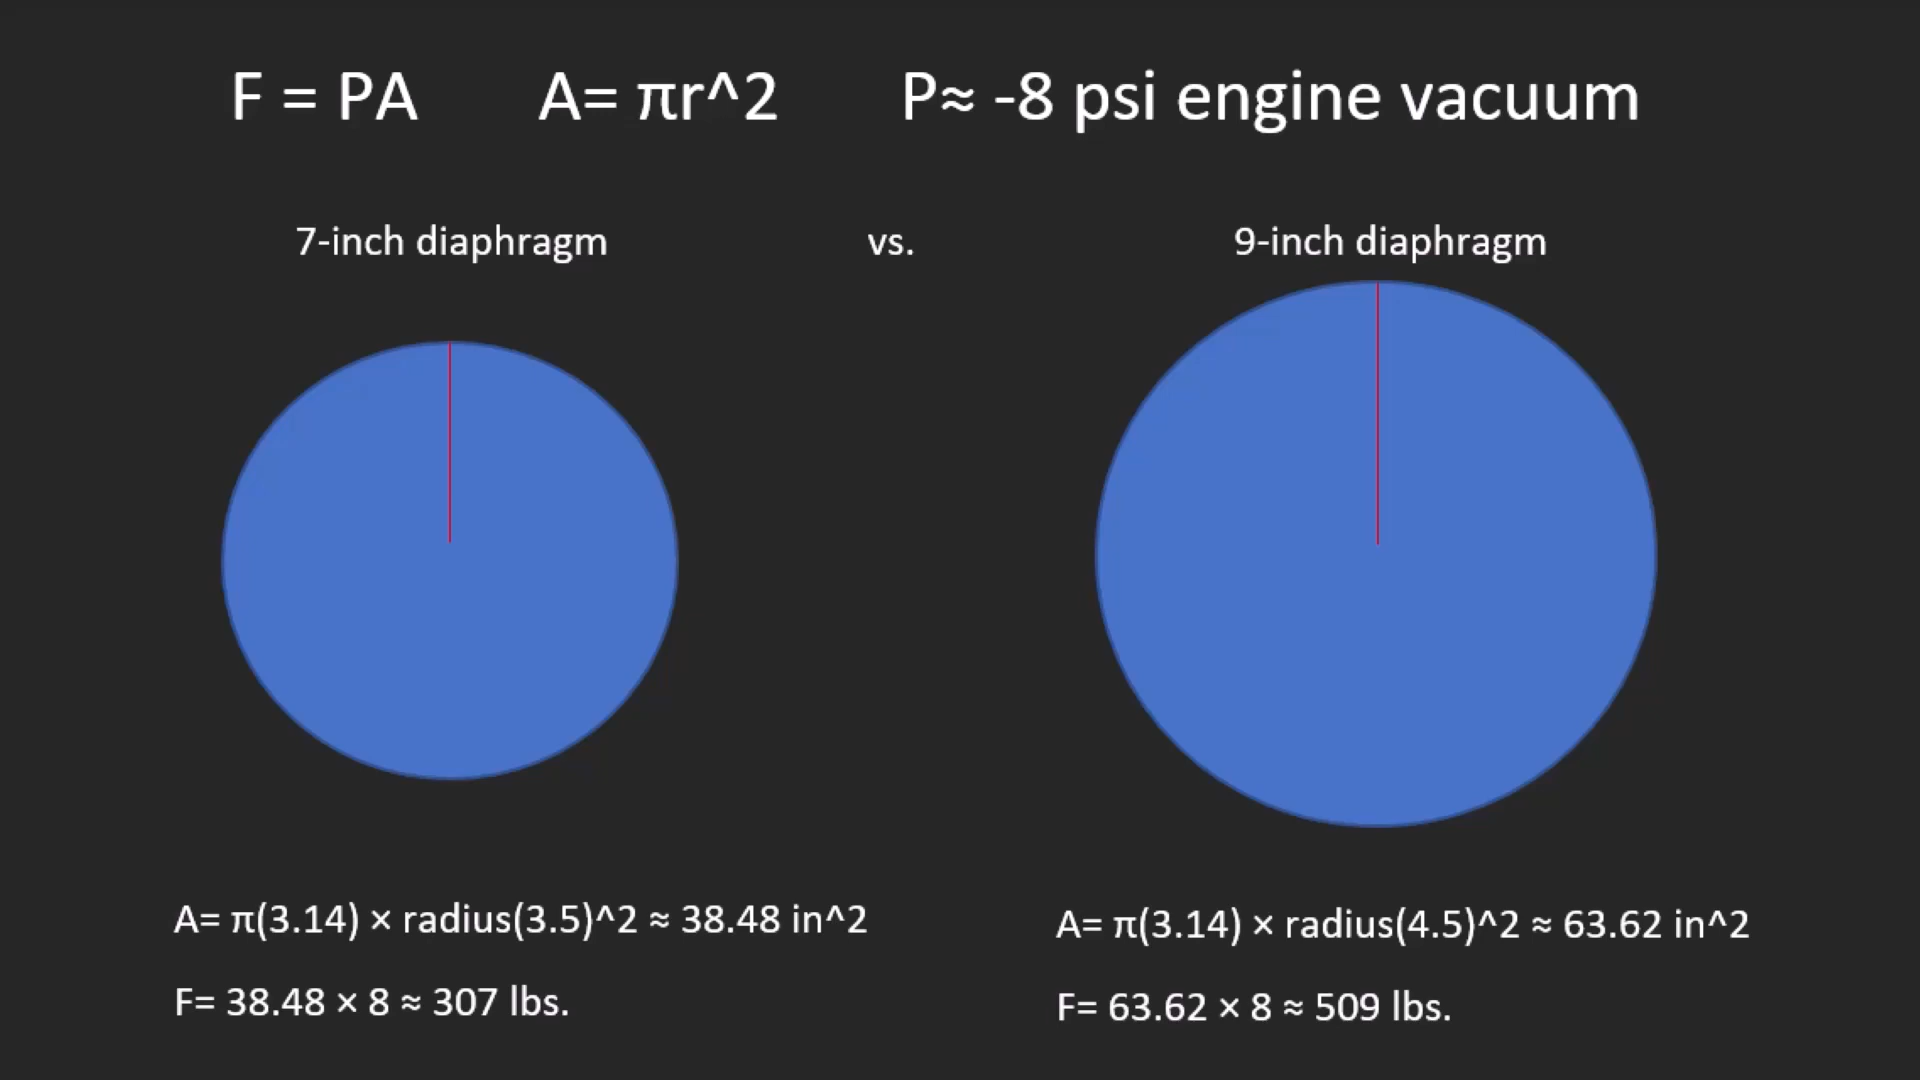 F = PA A= πr^2 P≈ -8 psi engine vacuum
7-inch diaphragm vs. 9-inch diaphragm
A= π(3.14) × radius(3.5)^2 ≈ 38.48 in^2
F= 38.48 × 8 ≈ 307 lbs.
A= π(3.14) × radius(4.5)^2 ≈ 63.62 in^2
F= 63.62 × 8 ≈ 509 lbs.